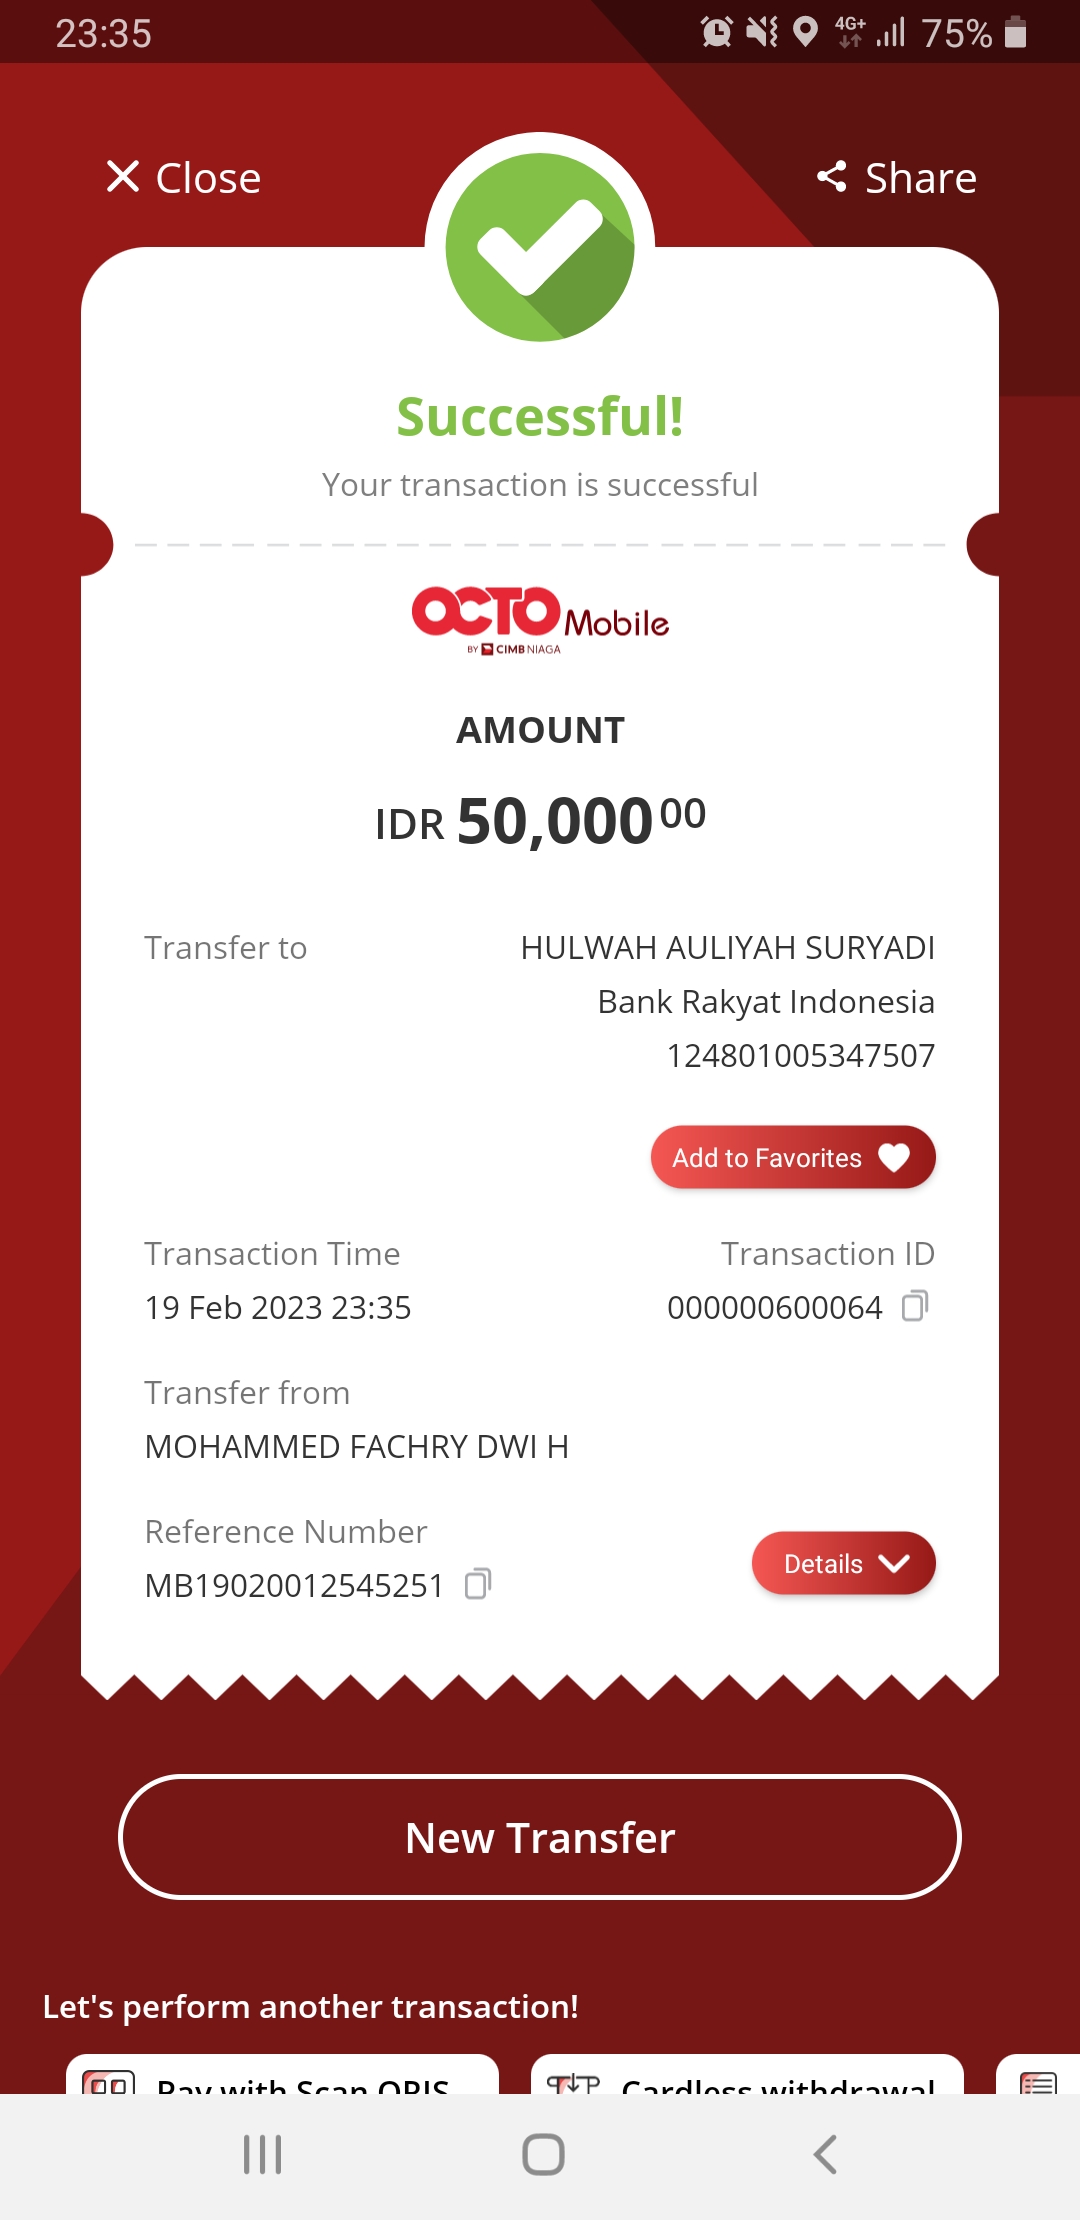 23:35
4G+
75%
Close
Share
Successful!
Your transaction is successful
OCTO Mobile
BY CIMB NIAGA
AMOUNT
IDR 50,000 00
Transfer to
HULWAH AULIYAH SURYADI
Bank Rakyat Indonesia
124801005347507
Add to Favorites
Transaction Time
Transaction ID
19 Feb 2023 23:35
000000600064
Transfer from
MOHAMMED FACHRY DWI H
Reference Number
MB19020012545251
Details
New Transfer
Let's perform another transaction!
Pay with Scan QRIS
Cardless withdrawal